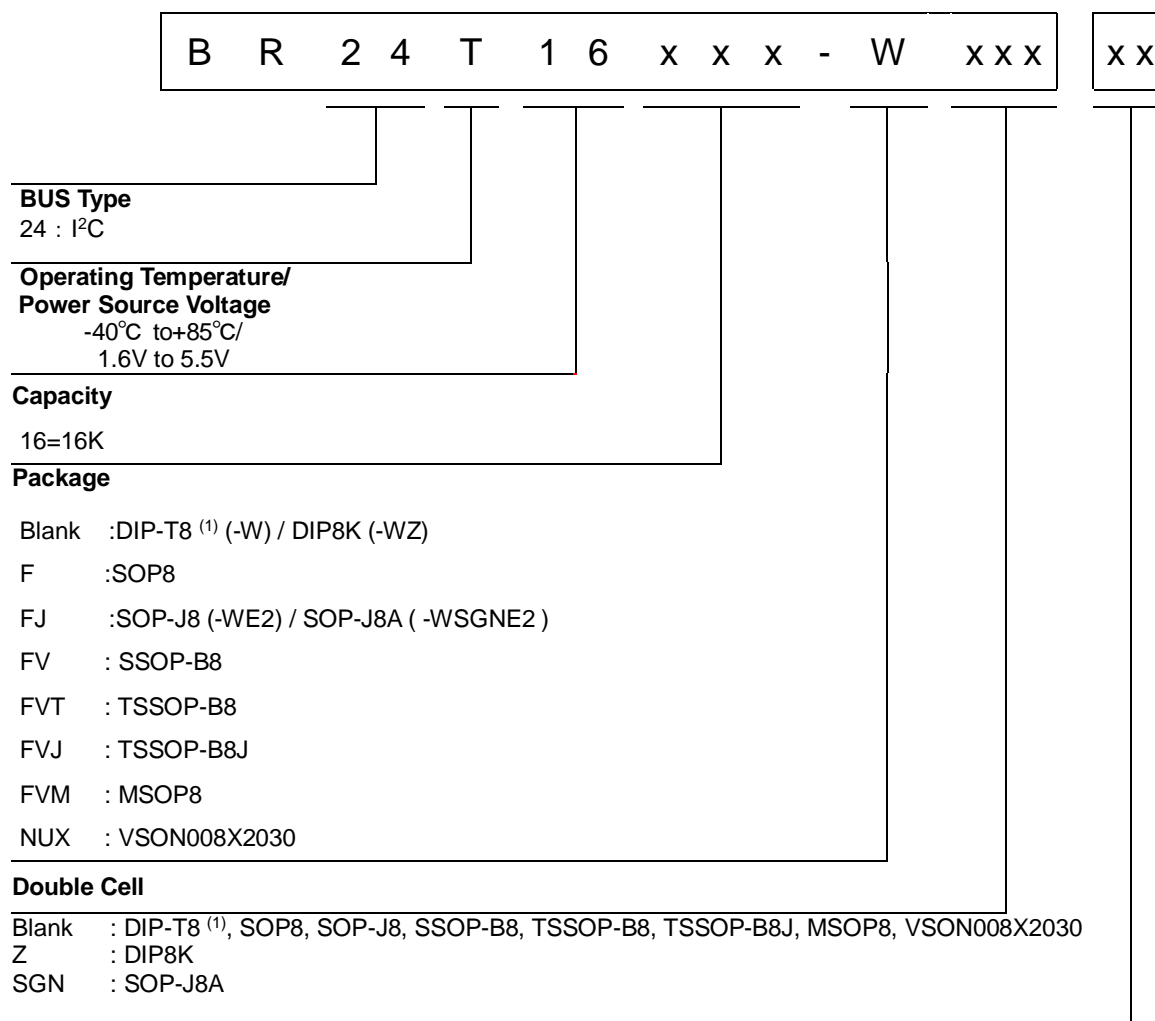 B R 2 4 T 1 6 x x x - W x x x x x
BUS Type
24 : I²C
Operating Temperature/
Power Source Voltage
-40°C to+85°C/
1.6V to 5.5V
Capacity
16=16K
Package
Blank :DIP-T8 (1) (-W) / DIP8K (-WZ)
F :SOP8
FJ :SOP-J8 (-WE2) / SOP-J8A ( -WSGNE2 )
FV : SSOP-B8
FVT : TSSOP-B8
FVJ : TSSOP-B8J
FVM : MSOP8
NUX : VSON008X2030
Double Cell
Blank : DIP-T8 (1), SOP8, SOP-J8, SSOP-B8, TSSOP-B8, TSSOP-B8J, MSOP8, VSON008X2030
Z : DIP8K
SGN : SOP-J8A